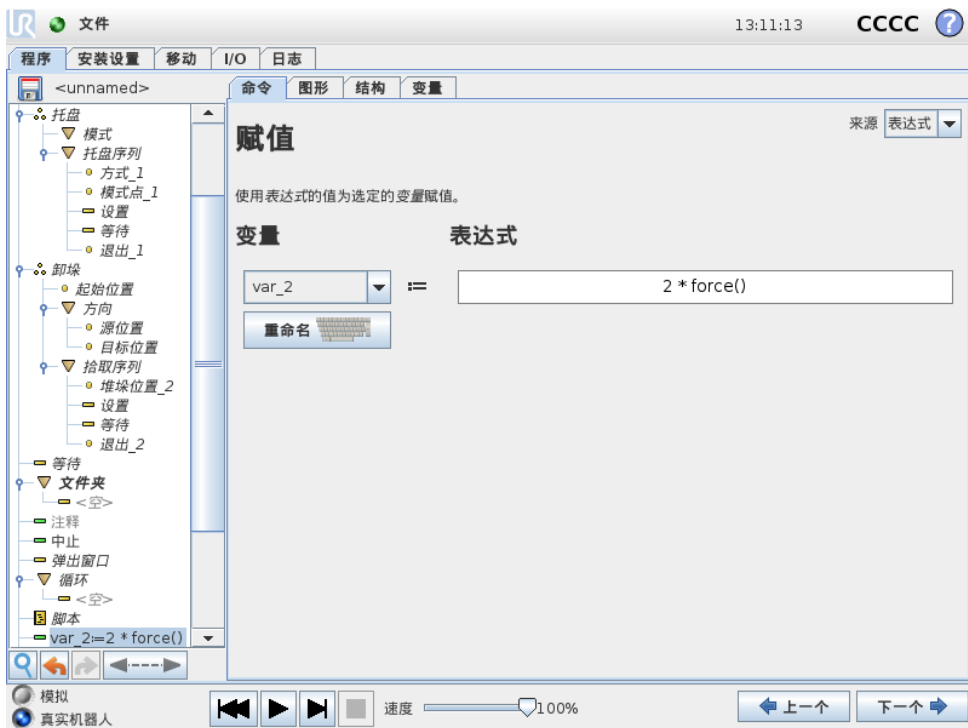 UR 文件 13:11:13 CCCC ?
程序 安装设置 移动 I/O 日志
<unnamed>
命令 图形 结构 变量
托盘
模式
托盘序列
方式_1
模式点_1
设置
等待
退出_1
卸垛
起始位置
方向
源位置
目标位置
拾取序列
堆垛位置_2
设置
等待
退出_2
等待
文件夹
<空>
注释
中止
弹出窗口
循环
<空>
脚本
var_2:=2 * force()
赋值
来源 表达式
使用表达式的值为选定的变量赋值。
变量 表达式
var_2 := 2 * force()
重命名
模拟
真实机器人
速度 100%
上一个 下一个